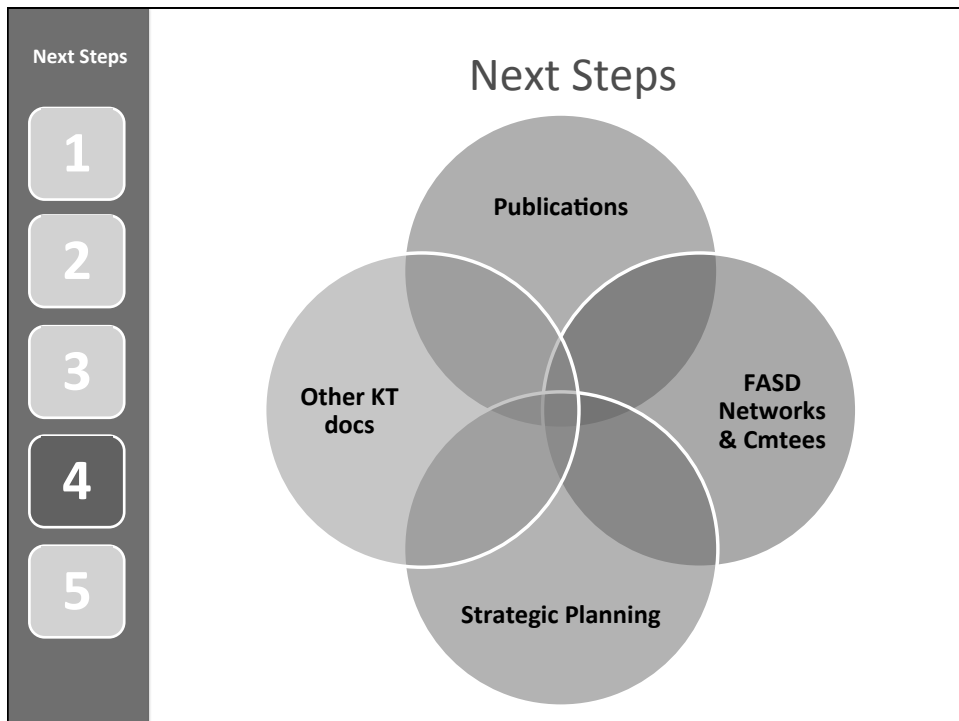 Next Steps
1
2
3
4
5
Next Steps
Publications
Other KT
docs
FASD
Networks
& Cmtees
Strategic Planning